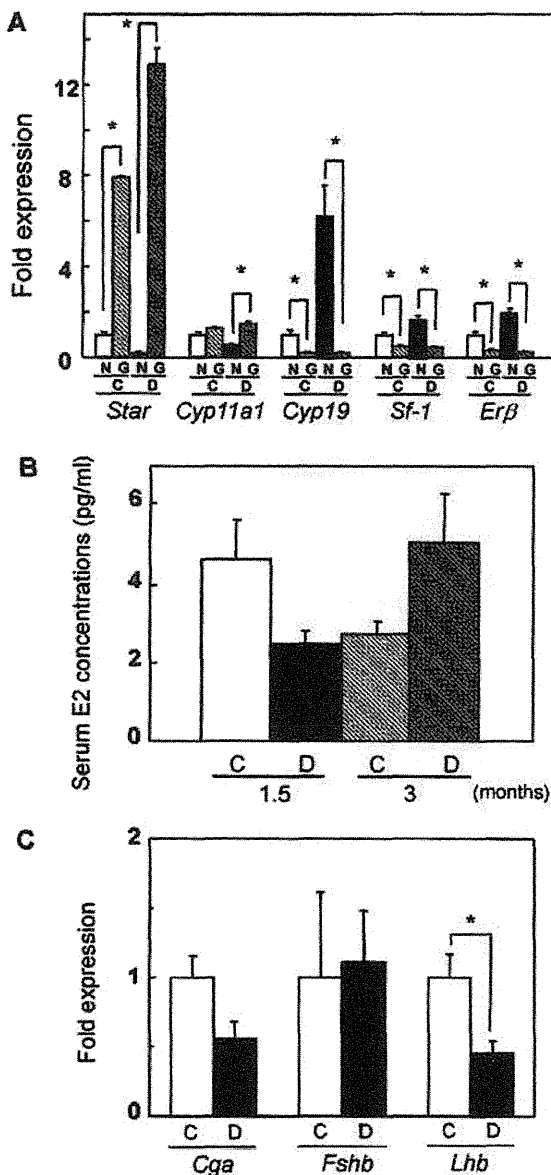 A
Fold expression
12
8
4
0
* * * * * * * *
N G N G N G N G N G N G N G N G N G N G
C D C D C D C D C D
Star Cyp11a1 Cyp19 Sf-1 Erβ
B
Serum E2 concentrations (pg/ml)
6
4
2
0
C D C D
1.5 3 (months)
C
Fold expression
2
1
0
*
C D C D C D
Cga Fshb Lhb